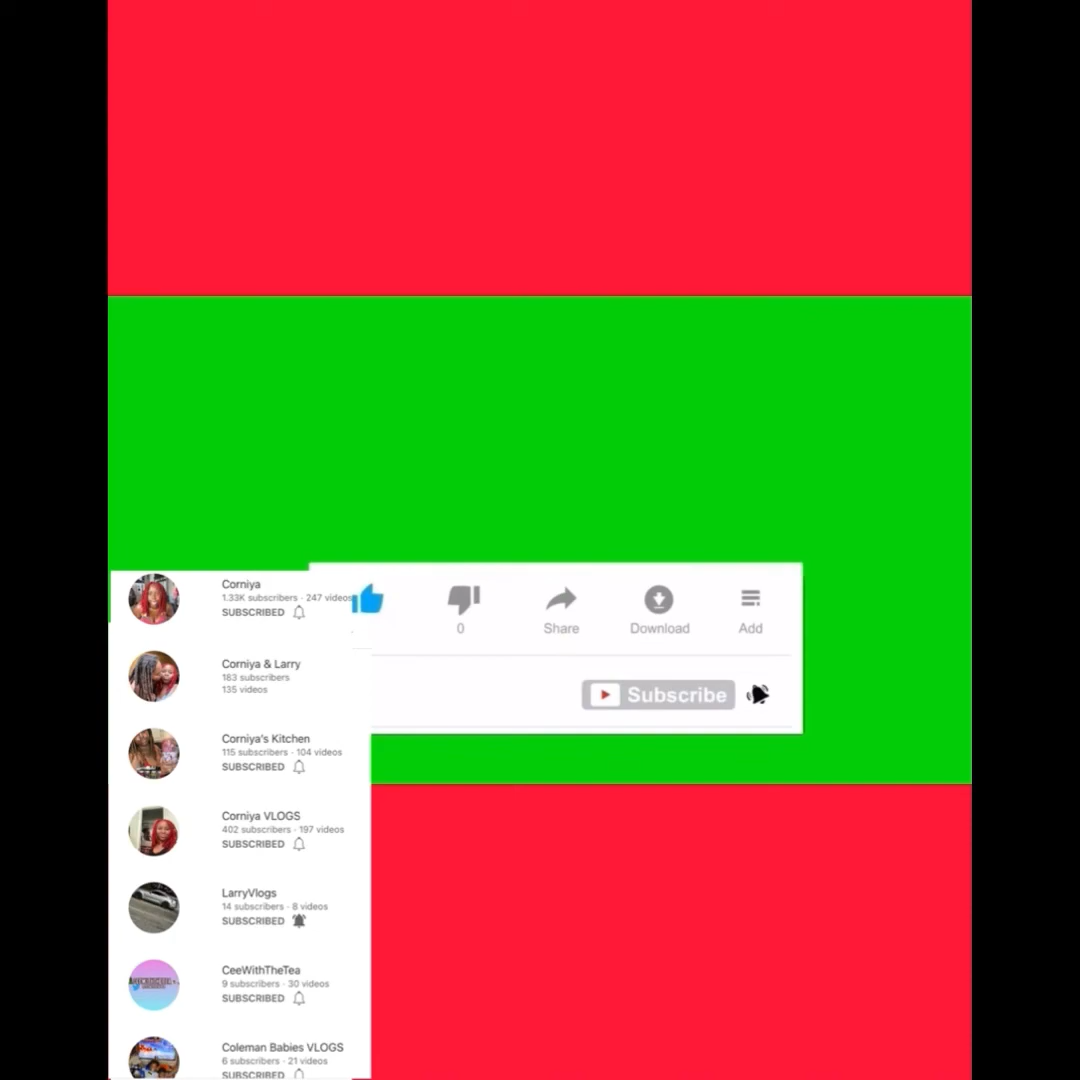 Corniya
1.33K subscribers · 247 videos
SUBSCRIBED
Corniya & Larry
183 subscribers
135 videos
Corniya's Kitchen
115 subscribers · 104 videos
SUBSCRIBED
Corniya VLOGS
402 subscribers · 197 videos
SUBSCRIBED
LarryVlogs
14 subscribers · 8 videos
SUBSCRIBED
CeeWithTheTea
9 subscribers · 30 videos
SUBSCRIBED
Coleman Babies VLOGS
6 subscribers · 21 videos
SUBSCRIBED
0
Share
Download
Add
Subscribe